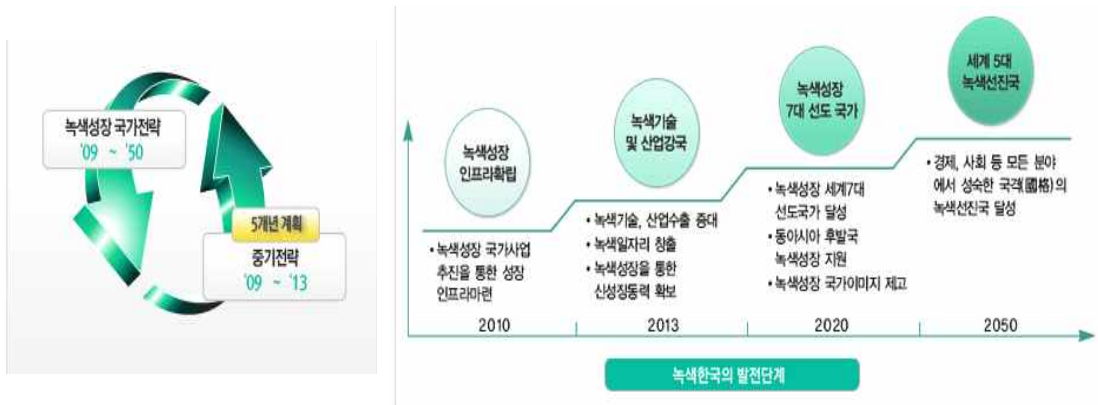 녹색성장 국가전략
'09 ~ '50
5개년 계획
중기전략
'09 ~ '13
녹색성장
인프라확립
녹색기술
및 산업강국
녹색성장
7대 선도 국가
세계 5대
녹색선진국
• 녹색성장 국가사업
추진을 통한 성장
인프라마련
• 녹색기술, 산업수출 증대
• 녹색일자리 창출
• 녹색성장을 통한
신성장동력 확보
• 녹색성장 세계7대
선도국가 달성
• 동아시아 후발국
녹색성장 지원
• 녹색성장 국가이미지 제고
• 경제, 사회 등 모든 분야
에서 성숙한 국격(國格)의
녹색선진국 달성
2010
2013
2020
2050
녹색한국의 발전단계